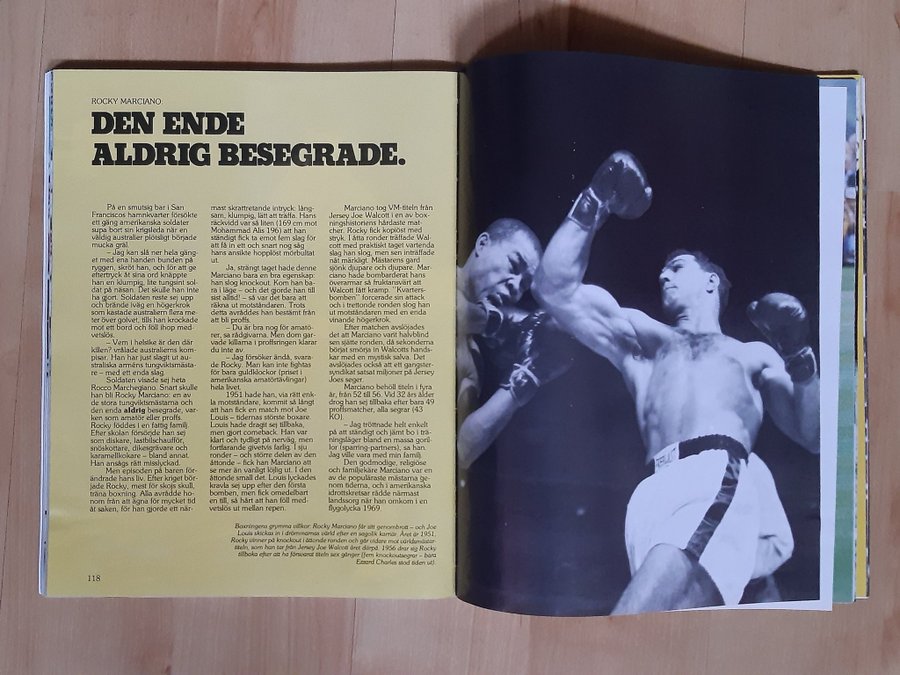 ROCKY MARCIANO:
DEN ENDE
ALDRIG BESEGRADE.
På en smutsig bar i San
Franciscos hamnkvarter försökte
ett gäng amerikanska soldater
supa bort sin krigsleda när en
väldig australier plötsligt började
mucka gräl.
– Jag kan slå ner hela gäng-
et med ena handen bunden på
ryggen, skröt han, och för att ge
eftertryck åt sina ord knäppte
han en klumpig, lite tungsint sol-
dat på näsan. Det skulle han inte
ha gjort. Soldaten reste sej upp
och brände iväg en högerkrok
som kastade australiern flera me-
ter över golvet, tills han krockade
mot ett bord och föll ihop med-
vetslös.
– Vem i helskе är den där
killen? vrålade australierns kom-
pisar. Han har just slagit ut au-
straliska arméns tungviktsmästa-
re – med ett enda slag.
Soldaten visade sej heta
Rocco Marchegiano. Snart skulle
han bli Rocky Marciano: en av
de stora tungviktsmästarna och
den enda aldrig besegrade, var-
ken som amatör eller proffs.
Rocky föddes i en fattig familj.
Efter skolan försörjde han sej
som diskare, lastbilschaufför,
snöskottare, dikesgrävare och
karamellkokare – bland annat.
Han ansågs rätt misslyckad.
Men episoden på baren för-
ändrade hans liv. Efter kriget bör-
jade Rocky, mest för skojs skull,
träna boxning. Alla avrådde ho-
nom från att ägna för mycket tid
åt saken, för han gjorde ett när-
mast skrattretande intryck: lång-
sam, klumpig, lätt att träffa. Hans
räckvidd var så liten (169 cm mot
Mohammad Alis 196) att han
ständigt fick ta emot fem slag för
att få in ett och snart nog såg
hans ansikte hopplöst mörbultat
ut.
Ja, strängt taget hade denne
Marciano bara en bra egenskap:
han slog knockout. Kom han ba-
ra i läge – och det gjorde han till
sist alltid! – så var det bara att
räkna ut motståndaren. Trots
detta avråddes han bestämt från
att bli proffs.
– Du är bra nog för amatö-
rer, sa rådgivarna. Men dom gar-
vade killarna i proffsringen klarar
du inte av.
– Jag försöker ändå, svara-
de Rocky. Man kan inte fightas
för bara guldklockor (priset i
amerikanska amatörtävlingar)
hela livet.
1951 hade han, via rätt enk-
la motståndare, kommit så långt
att han fick en match mot Joe
Louis – tidernas största boxare.
Louis hade dragit sej tillbaka,
men gjort comeback. Han var
klart och tydligt på nerväg, men
fortfarande givetvis farlig. I sju
ronder – och större delen av den
åttonde – fick han Marciano att
se mer än vanligt löjlig ut. I den
åttonde small det. Louis lyckades
kravla sej upp efter den första
bomben, men fick omedelbart
en till, så hårt att han föll med-
vetslös ut mellan repen.
Marciano tog VM-titeln från
Jersey Joe Walcott i en av box-
ningshistoriens hårdaste mat-
cher. Rocky fick kopiöst med
stryk. I åtta ronder träffade Wal-
cott med praktiskt taget vartenda
slag han slog, men sen inträffade
nåt märkligt. Mästarens gard
sjönk djupare och djupare. Mar-
ciano hade bombarderat hans
överarmar så fruktansvärt att
Walcott fått kramp. "Kvarters-
bomben" forcerade sin attack
och i trettonde ronden slog han
ut motståndaren med en enda
vinande högerkrok.
Efter matchen avslöjades
det att Marciano varit halvblind
sen sjätte ronden, då sekonderna
börjat smörja in Walcotts hands-
kar med en mystisk salva. Det
avslöjades också att ett gangster-
syndikat satsat miljoner på Jersey
Joes seger.
Marciano behöll titeln i fyra
år, från 52 till 56. Vid 32 års ålder
drog han sej tillbaka efter bara 49
proffsmatcher, alla segrar (43
KO).
– Jag tröttnade helt enkelt
på att ständigt och jämt bo i trä-
ningsläger bland en massa goril-
lor (sparring-partners), sa han.
Jag ville vara med min familj.
Den godmodige, religiöse
och familjekäre Marciano var en
av de populäraste mästarna ge-
nom tiderna, och i amerikanska
idrottskretsar rådde närmast
landssorg när han omkom i en
flygolycka 1969.
Boxningens grymma villkor: Rocky Marciano får sitt genombrott – och Joe
Louis skickas in i drömmarnas värld efter en sagolik karriär. Året är 1951,
Rocky vinner på knockout i åttonde ronden och går vidare mot världsmästar-
titeln, som han tar från Jersey Joe Walcott året därpå. 1956 drar sig Rocky
tillbaka efter att ha försvarat titeln sex gånger (fem knockoutsegrar – bara
Ezzard Charles stod tiden ut).
118